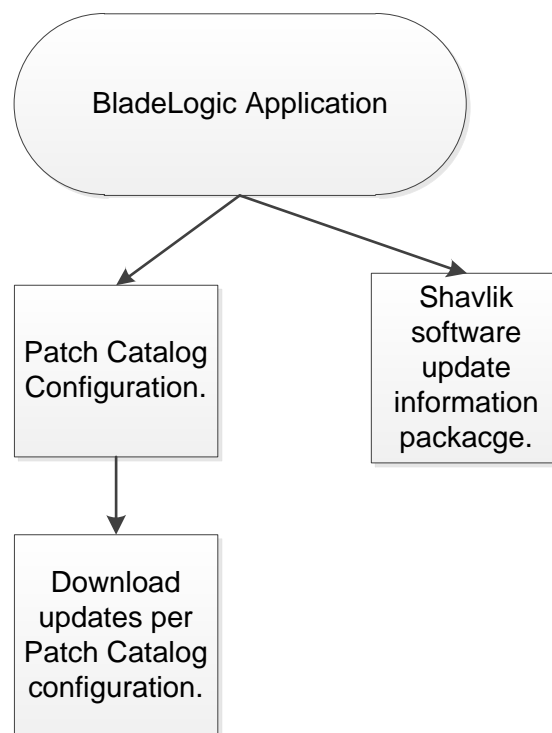 BladeLogic Application
Patch Catalog
Configuration.
Shavlik
software
update
information
packacge.
Download
updates per
Patch Catalog
configuration.